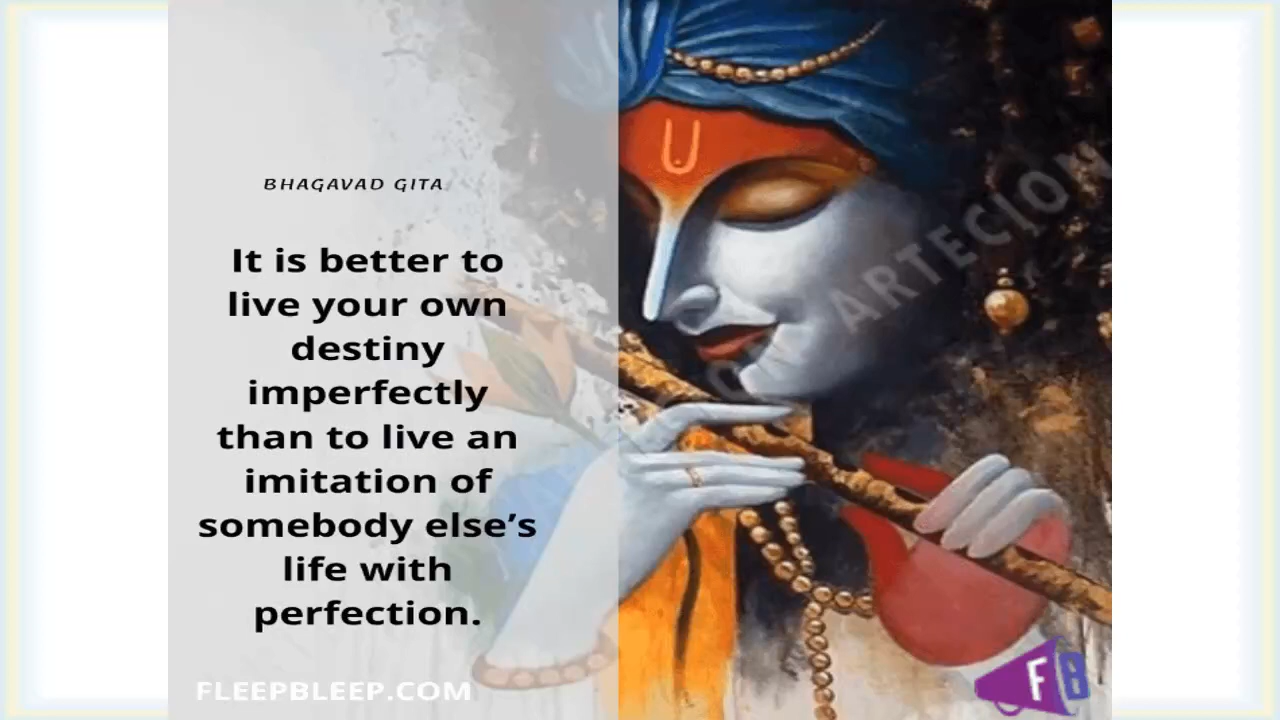 BHAGAVAD GITA
It is better to
live your own
destiny
imperfectly
than to live an
imitation of
somebody else’s
life with
perfection.
FLEEPBLEEP.COM
ARTECION
FB